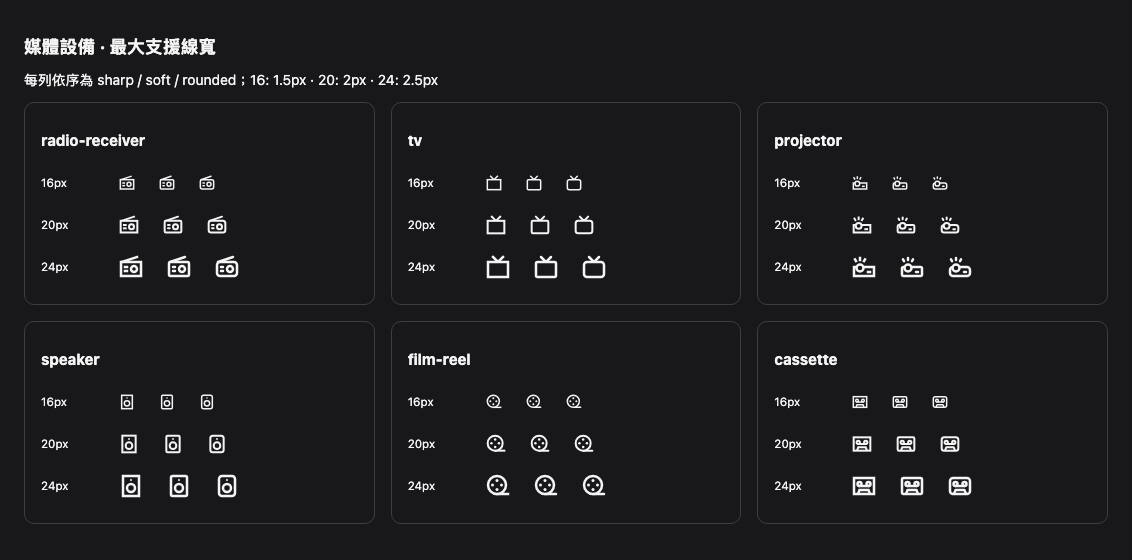 媒體設備 · 最大支援線寬
每列依序為 sharp / soft / rounded；16: 1.5px · 20: 2px · 24: 2.5px
radio-receiver
16px
20px
24px
tv
16px
20px
24px
projector
16px
20px
24px
speaker
16px
20px
24px
film-reel
16px
20px
24px
cassette
16px
20px
24px